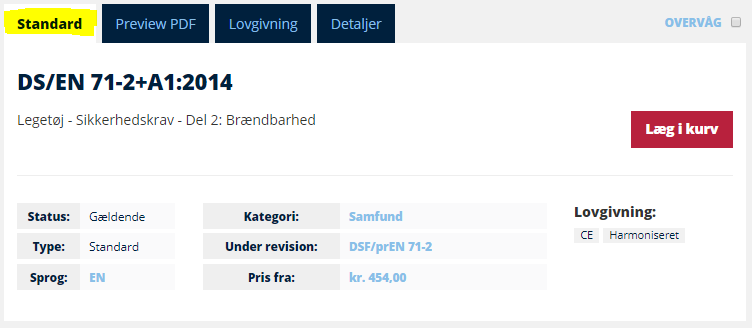 Standard Preview PDF Lovgivning Detaljer OVERVÅG
DS/EN 71-2+A1:2014
Legetøj - Sikkerhedskrav - Del 2: Brændbarhed
Læg i kurv
Status: Gældende Kategori: Samfund Lovgivning:
Type: Standard Under revision: DSF/prEN 71-2 CE Harmoniseret
Sprog: EN Pris fra: kr. 454,00